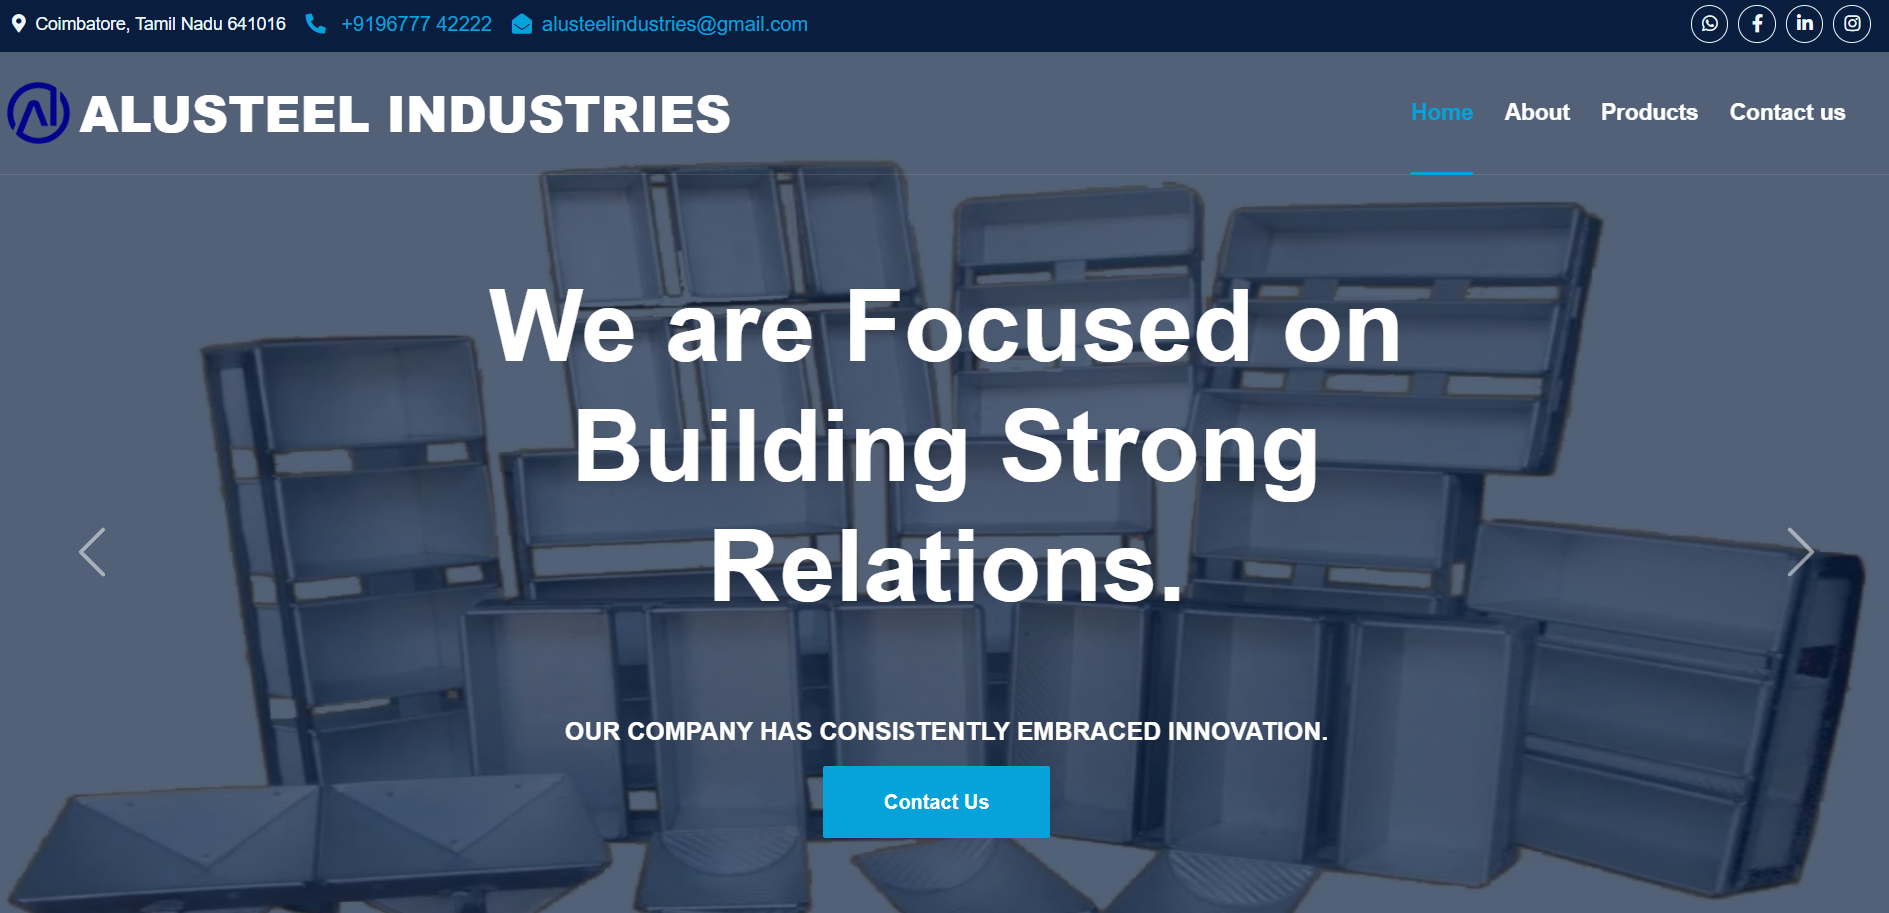 Coimbatore, Tamil Nadu 641016 +9196777 42222 alusteelindustries@gmail.com
ALUSTEEL INDUSTRIES
Home About Products Contact us
We are Focused on
Building Strong
Relations.
OUR COMPANY HAS CONSISTENTLY EMBRACED INNOVATION.
Contact Us